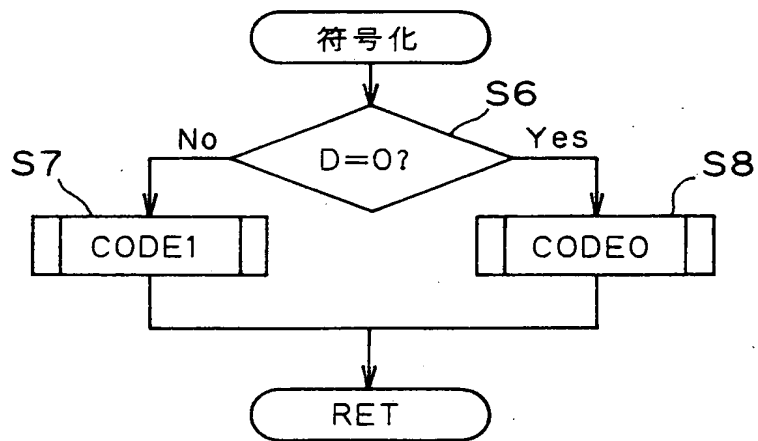 符号化
S6
No
D=0?
Yes
S7
S8
CODE1
CODE0
RET